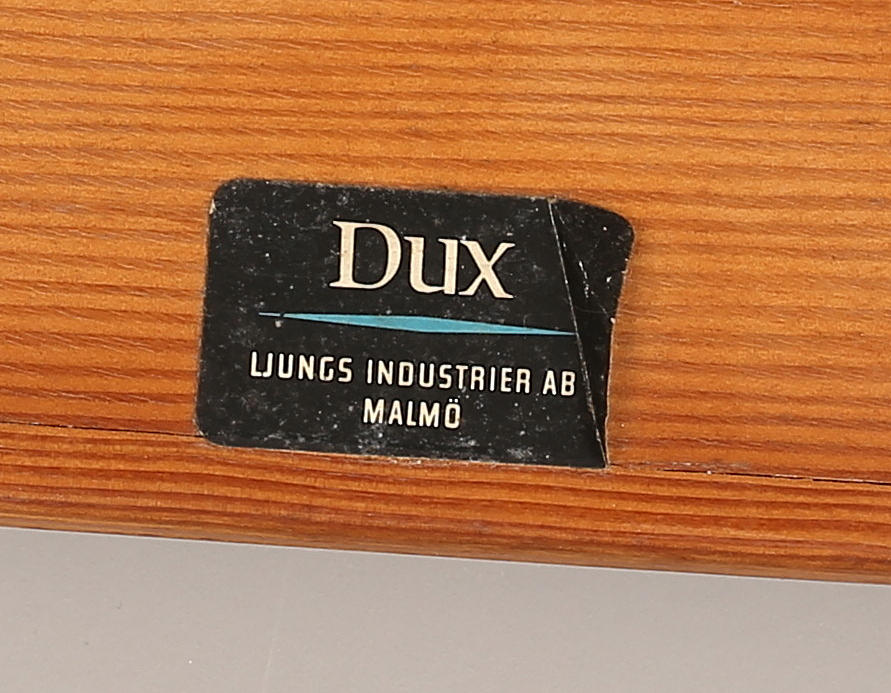 Dux
LJUNGS INDUSTRIER AB
MALMÖ